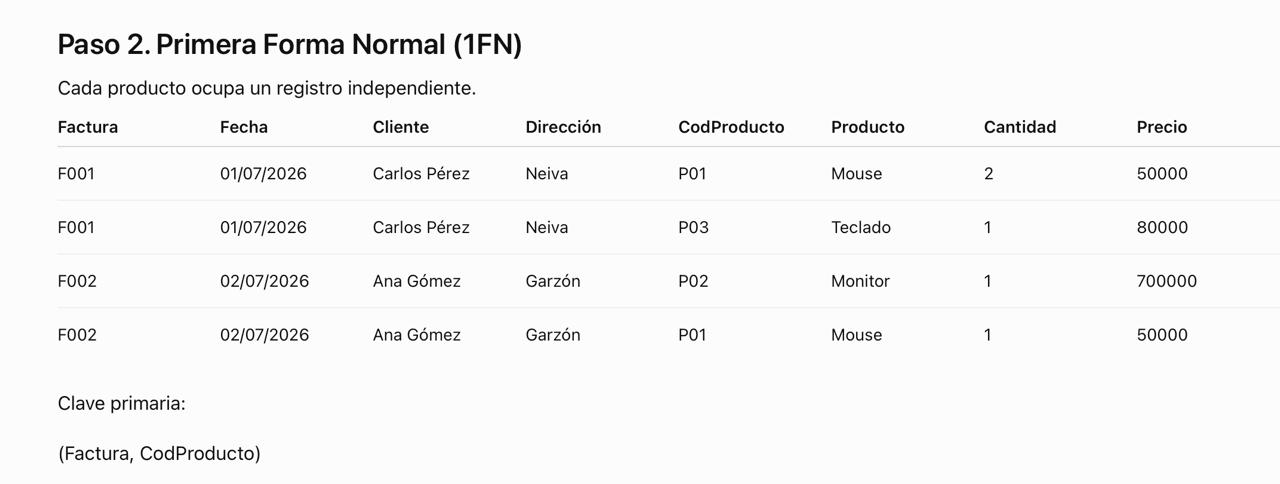 Paso 2. Primera Forma Normal (1FN)
Cada producto ocupa un registro independiente.
Factura Fecha Cliente Dirección CodProducto Producto Cantidad Precio
F001 01/07/2026 Carlos Pérez Neiva P01 Mouse 2 50000
F001 01/07/2026 Carlos Pérez Neiva P03 Teclado 1 80000
F002 02/07/2026 Ana Gómez Garzón P02 Monitor 1 700000
F002 02/07/2026 Ana Gómez Garzón P01 Mouse 1 50000
Clave primaria:
(Factura, CodProducto)